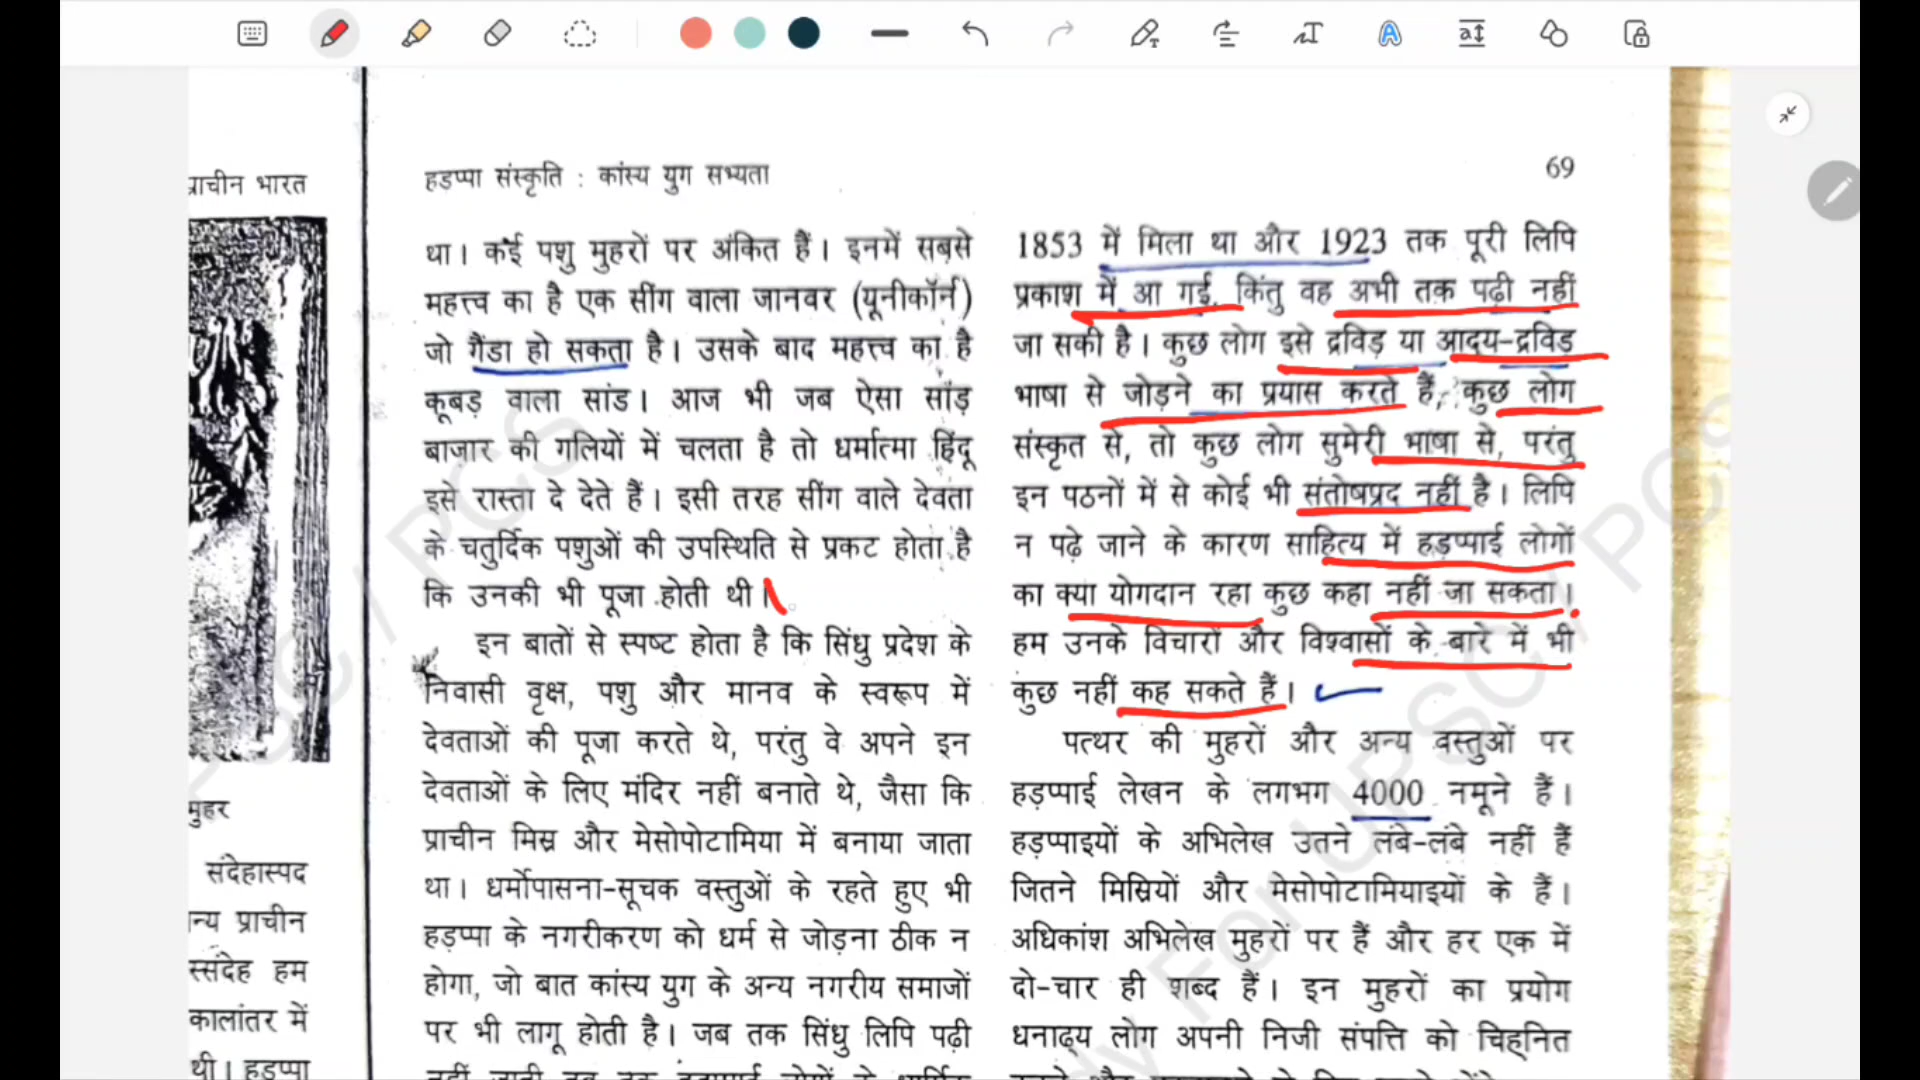 हड़प्पा संस्कृति : कांस्य युग सभ्यता
69
प्राचीन भारत
मुहर
संदेहास्पद
न्य प्राचीन
स्संदेह हम
कालांतर में
थी। हड़प्पा
था। कई पशु मुहरों पर अंकित हैं। इनमें सबसे
महत्त्व का है एक सींग वाला जानवर (यूनीकॉर्न)
जो गैंडा हो सकता है। उसके बाद महत्त्व का है
कूबड़ वाला सांड। आज भी जब ऐसा सांड़
बाजार की गलियों में चलता है तो धर्मात्मा हिंदू
इसे रास्ता दे देते हैं। इसी तरह सींग वाले देवता
के चतुर्दिक पशुओं की उपस्थिति से प्रकट होता है
कि उनकी भी पूजा होती थी।
इन बातों से स्पष्ट होता है कि सिंधु प्रदेश के
निवासी वृक्ष, पशु और मानव के स्वरूप में
देवताओं की पूजा करते थे, परंतु वे अपने इन
देवताओं के लिए मंदिर नहीं बनाते थे, जैसा कि
प्राचीन मिस्र और मेसोपोटामिया में बनाया जाता
था। धर्मोपासना-सूचक वस्तुओं के रहते हुए भी
हड़प्पा के नगरीकरण को धर्म से जोड़ना ठीक न
होगा, जो बात कांस्य युग के अन्य नगरीय समाजों
पर भी लागू होती है। जब तक सिंधु लिपि पढ़ी
1853 में मिला था और 1923 तक पूरी लिपि
प्रकाश में आ गई, किंतु वह अभी तक पढ़ी नहीं
जा सकी है। कुछ लोग इसे द्रविड़ या आद्य-द्रविड़
भाषा से जोड़ने का प्रयास करते हैं, कुछ लोग
संस्कृत से, तो कुछ लोग सुमेरी भाषा से, परंतु
इन पठनों में से कोई भी संतोषप्रद नहीं है। लिपि
न पढ़े जाने के कारण साहित्य में हड़प्पाई लोगों
का क्या योगदान रहा कुछ कहा नहीं जा सकता।
हम उनके विचारों और विश्वासों के बारे में भी
कुछ नहीं कह सकते हैं।
पत्थर की मुहरों और अन्य वस्तुओं पर
हड़प्पाई लेखन के लगभग 4000 नमूने हैं।
हड़प्पाइयों के अभिलेख उतने लंबे-लंबे नहीं हैं
जितने मिस्रियों और मेसोपोटामियाइयों के हैं।
अधिकांश अभिलेख मुहरों पर हैं और हर एक में
दो-चार ही शब्द हैं। इन मुहरों का प्रयोग
धनाढ्य लोग अपनी निजी संपत्ति को चिह्नित